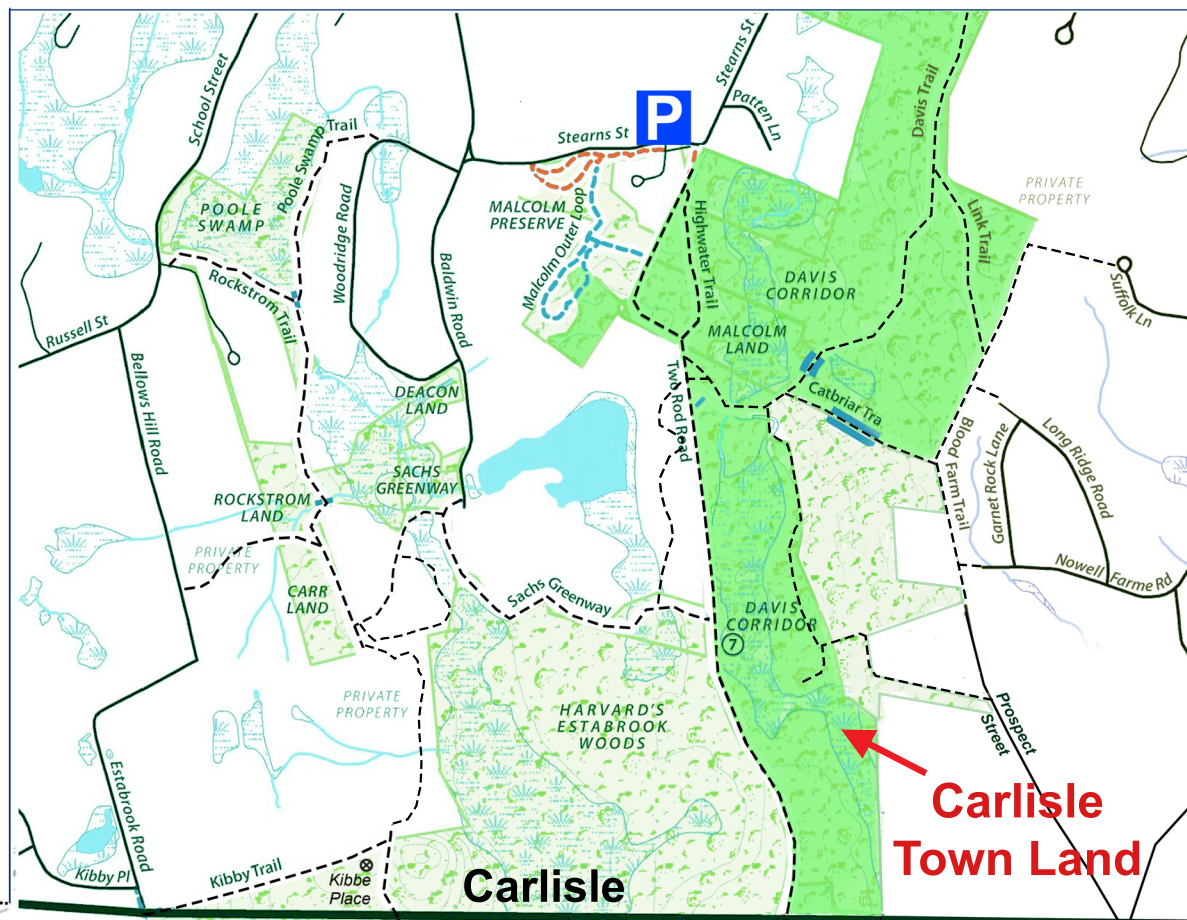 Stearns St
Patten Ln
School Street
P
Davis Trail
Stearns St
Poole Swamp Trail
PRIVATE
PROPERTY
POOLE
SWAMP
Woodridge Road
MALCOLM
PRESERVE
Malcolm Outer Loop
Highwater Trail
Link Trail
Rockstrom Trail
Baldwin Road
DAVIS
CORRIDOR
Suffolk Ln
Russell St
MALCOLM
LAND
Bellows Hill Road
DEACON
LAND
Two Rod Road
Catbriar Tra
Blood Farm Trail
Garnet Rock Lane
Long Ridge Road
SACHS
GREENWAY
ROCKSTROM
LAND
PRIVATE
PROPERTY
Nowell Farme Rd
CARR
LAND
Sachs Greenway
DAVIS
CORRIDOR
7
PRIVATE
PROPERTY
HARVARD'S
ESTABROOK
WOODS
Prospect
Street
Estabrook Road
Carlisle
Town Land
Kibby Pl
Kibby Trail
Kibbe
Place
Carlisle